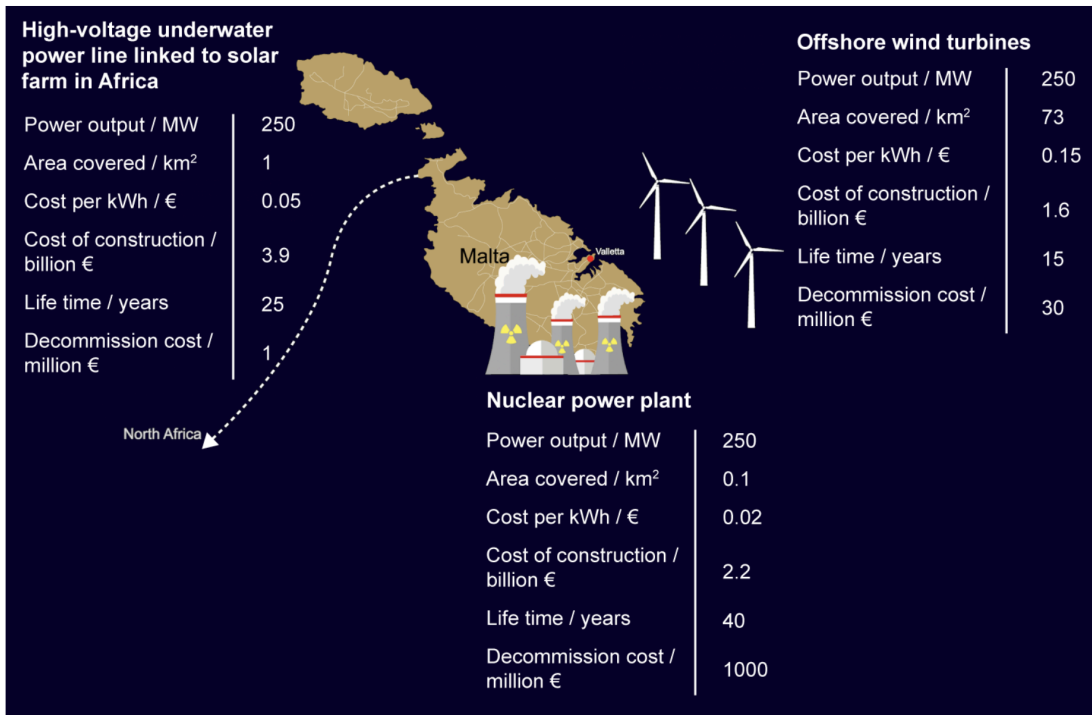 High-voltage underwater
power line linked to solar
farm in Africa
Power output / MW 250
Area covered / km² 1
Cost per kWh / € 0.05
Cost of construction /
billion € 3.9
Life time / years 25
Decommission cost /
million € 1
North Africa
Malta
Valletta
Offshore wind turbines
Power output / MW 250
Area covered / km² 73
Cost per kWh / € 0.15
Cost of construction /
billion € 1.6
Life time / years 15
Decommission cost /
million € 30
Nuclear power plant
Power output / MW 250
Area covered / km² 0.1
Cost per kWh / € 0.02
Cost of construction /
billion € 2.2
Life time / years 40
Decommission cost /
million € 1000